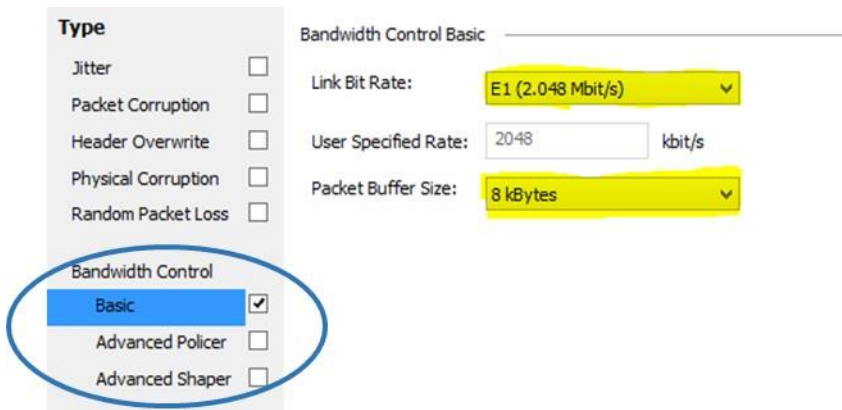 Type
Jitter
Packet Corruption
Header Overwrite
Physical Corruption
Random Packet Loss
Bandwidth Control
Basic
Advanced Policer
Advanced Shaper
Bandwidth Control Basic
Link Bit Rate: E1 (2.048 Mbit/s)
User Specified Rate: 2048 kbit/s
Packet Buffer Size: 8 kBytes